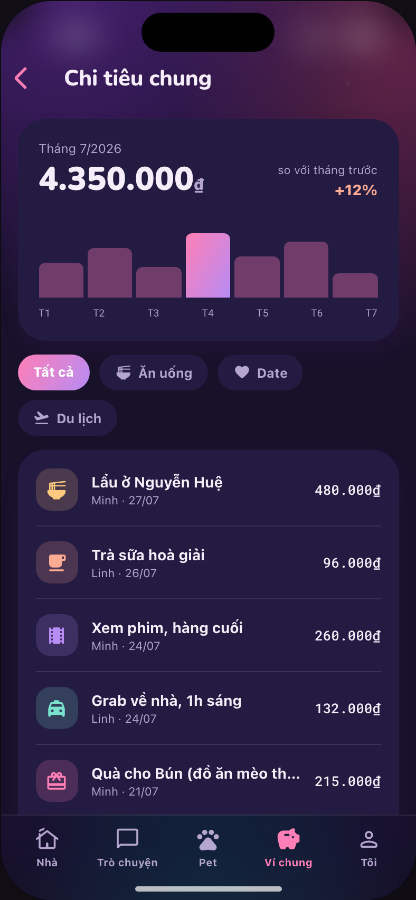 Chi tiêu chung
Tháng 7/2026
4.350.000₫
so với tháng trước
+12%
T1 T2 T3 T4 T5 T6 T7
Tất cả
Ăn uống
Date
Du lịch
Lẩu ở Nguyễn Huệ
Minh · 27/07
480.000₫
Trà sữa hoà giải
Linh · 26/07
96.000₫
Xem phim, hàng cuối
Minh · 24/07
260.000₫
Grab về nhà, 1h sáng
Linh · 24/07
132.000₫
Quà cho Bún (đồ ăn mèo th...
Minh · 21/07
215.000₫
Nhà
Trò chuyện
Pet
Ví chung
Tôi